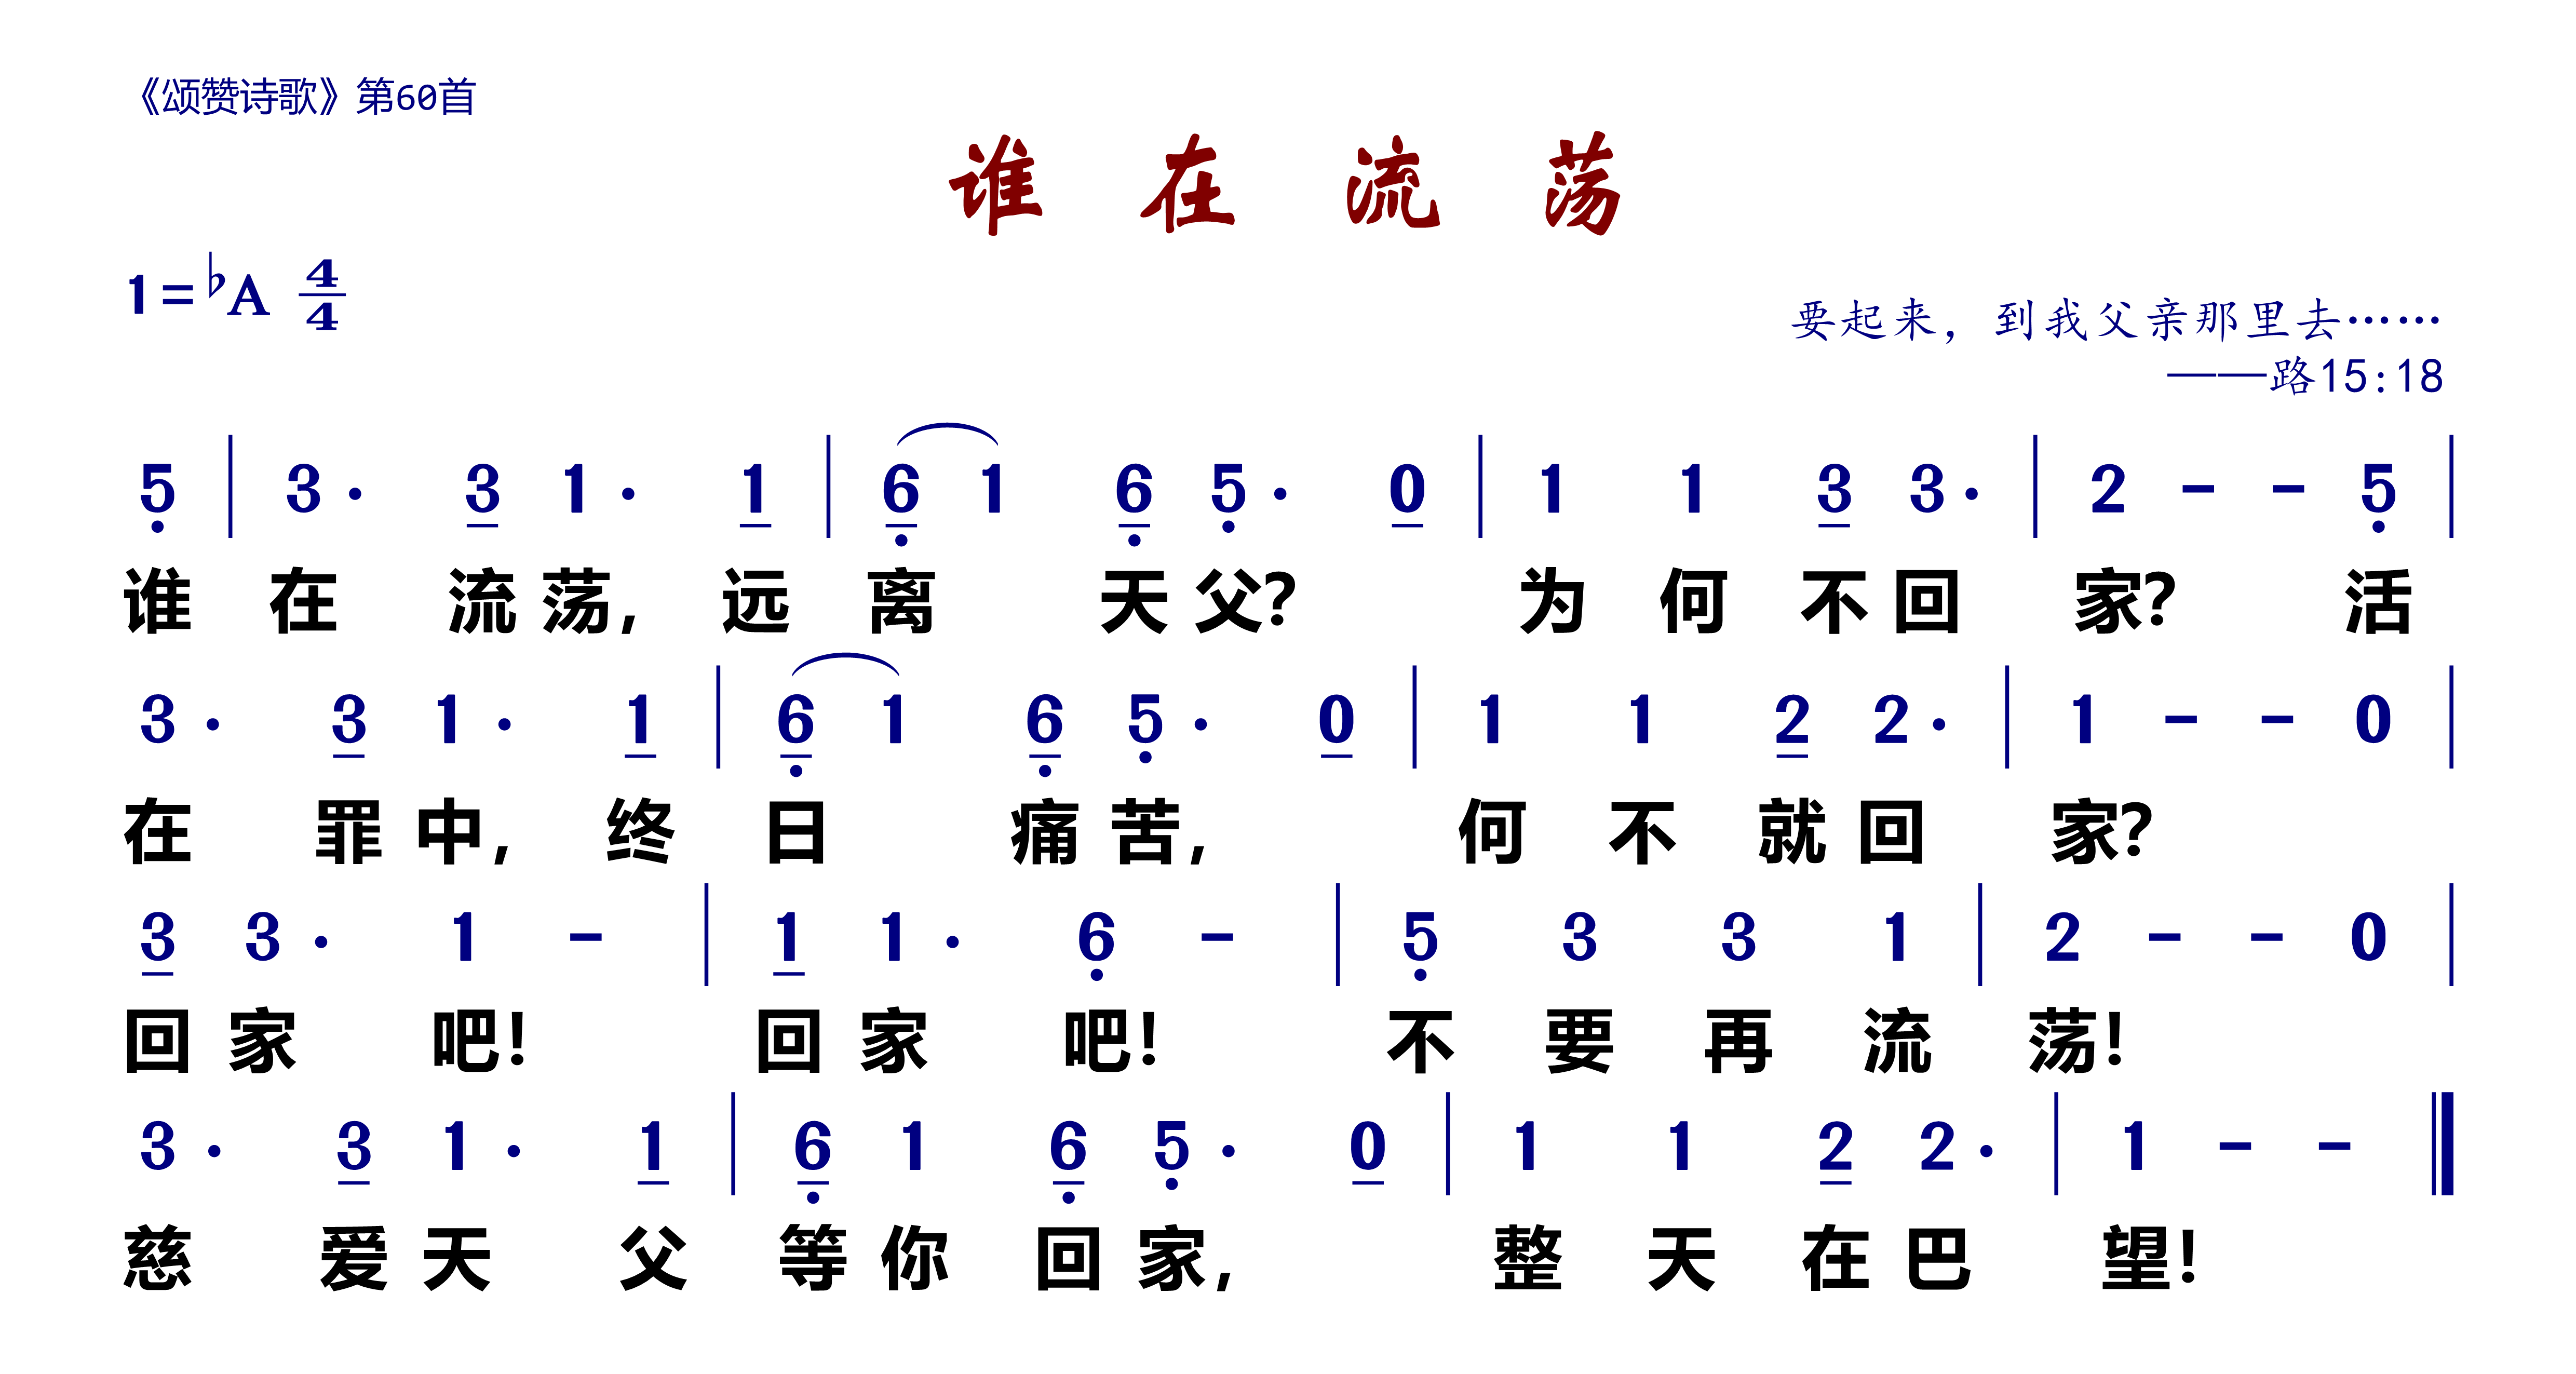 《颂赞诗歌》第60首
谁在流荡
1=♭A 4/4
要起来，到我父亲那里去……
——路15:18
5̣ | 3· 3̲ 1· 1̲ | 6̣̲ 1 6̣̲ 5̣· 0̲ | 1 1 3̲ 3· | 2 - - 5̣ |
谁在流荡，远离天父？为何不回家？活
3· 3̲ 1· 1̲ | 6̣̲ 1 6̣̲ 5̣· 0̲ | 1 1 2̲ 2· | 1 - - 0 |
在罪中，终日痛苦，何不就回家？
3̲ 3· 1 - | 1̲ 1· 6̣ - | 5̣ 3 3 1 | 2 - - 0 |
回家吧！回家吧！不要再流荡！
3· 3̲ 1· 1̲ | 6̣̲ 1 6̣̲ 5̣· 0̲ | 1 1 2̲ 2· | 1 - - ‖
慈爱天父等你回家，整天在巴望！